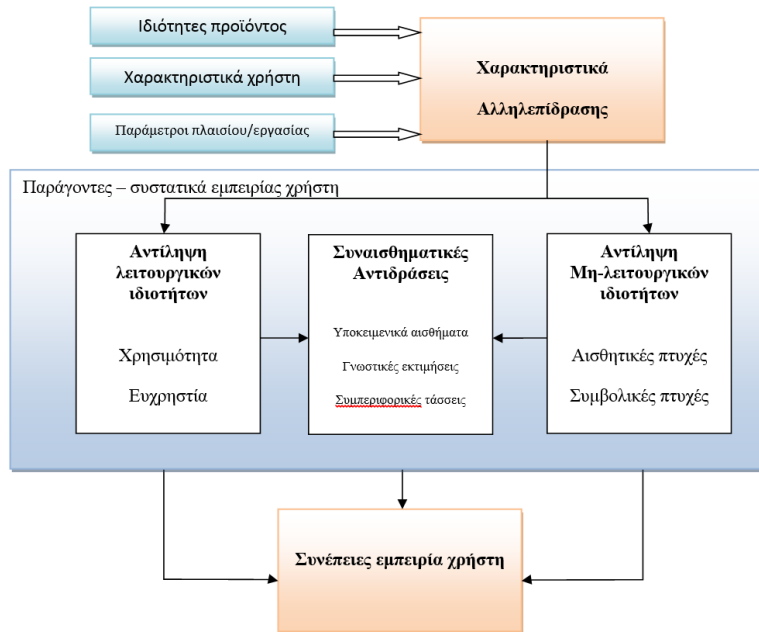 Ιδιότητες προϊόντος
Χαρακτηριστικά χρήστη
Παράμετροι πλαισίου/εργασίας
Χαρακτηριστικά
Αλληλεπίδρασης
Παράγοντες – συστατικά εμπειρίας χρήστη
Αντίληψη
λειτουργικών
ιδιοτήτων
Χρησιμότητα
Ευχρηστία
Συναισθηματικές
Αντιδράσεις
Υποκειμενικά αισθήματα
Γνωστικές εκτιμήσεις
Συμπεριφορικές τάσσεις
Αντίληψη
Μη-λειτουργικών
ιδιοτήτων
Αισθητικές πτυχές
Συμβολικές πτυχές
Συνέπειες εμπειρία χρήστη